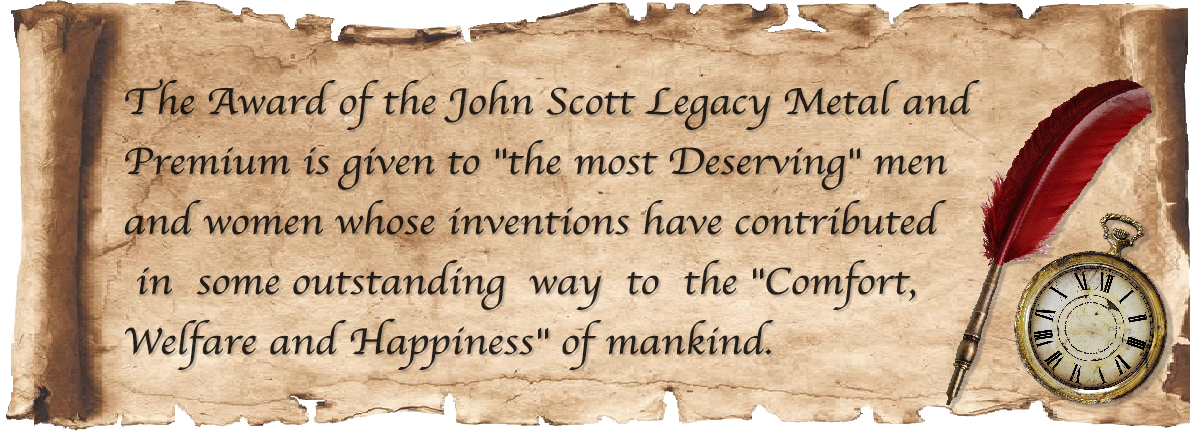 The Award of the John Scott Legacy Metal and
Premium is given to "the most Deserving" men
and women whose inventions have contributed
in some outstanding way to the "Comfort,
Welfare and Happiness" of mankind.